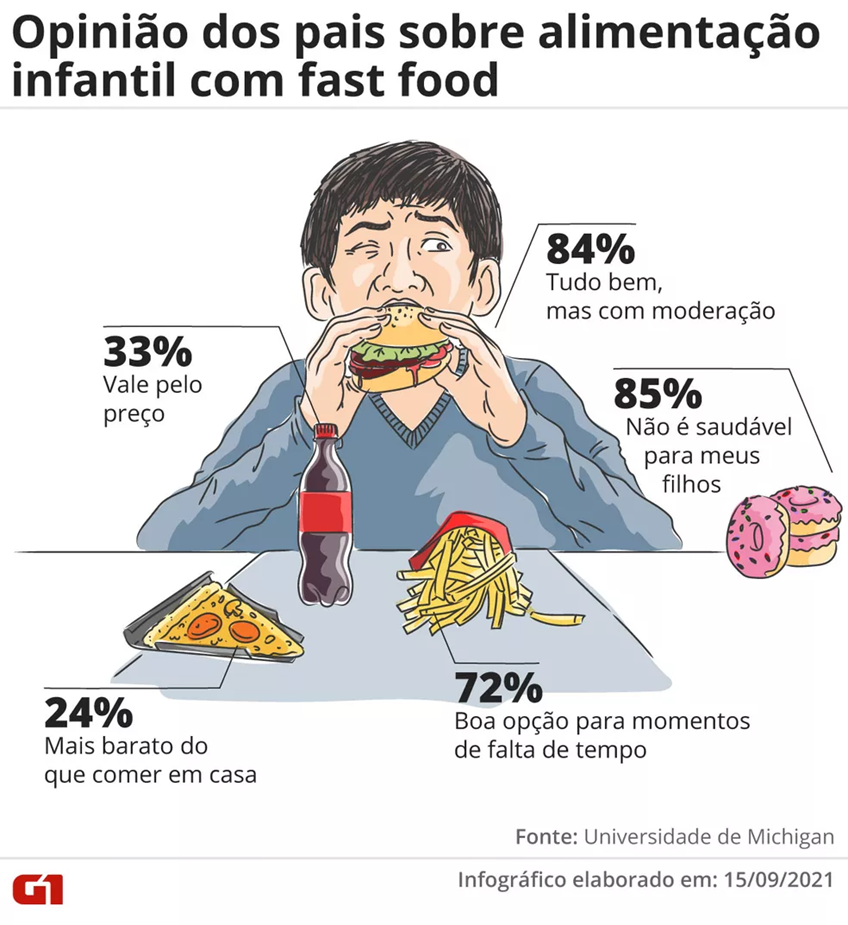 Opinião dos pais sobre alimentação
infantil com fast food
84%
Tudo bem,
mas com moderação
33%
Vale pelo
preço
85%
Não é saudável
para meus
filhos
24%
Mais barato do
que comer em casa
72%
Boa opção para momentos
de falta de tempo
Fonte: Universidade de Michigan
G1
Infográfico elaborado em: 15/09/2021